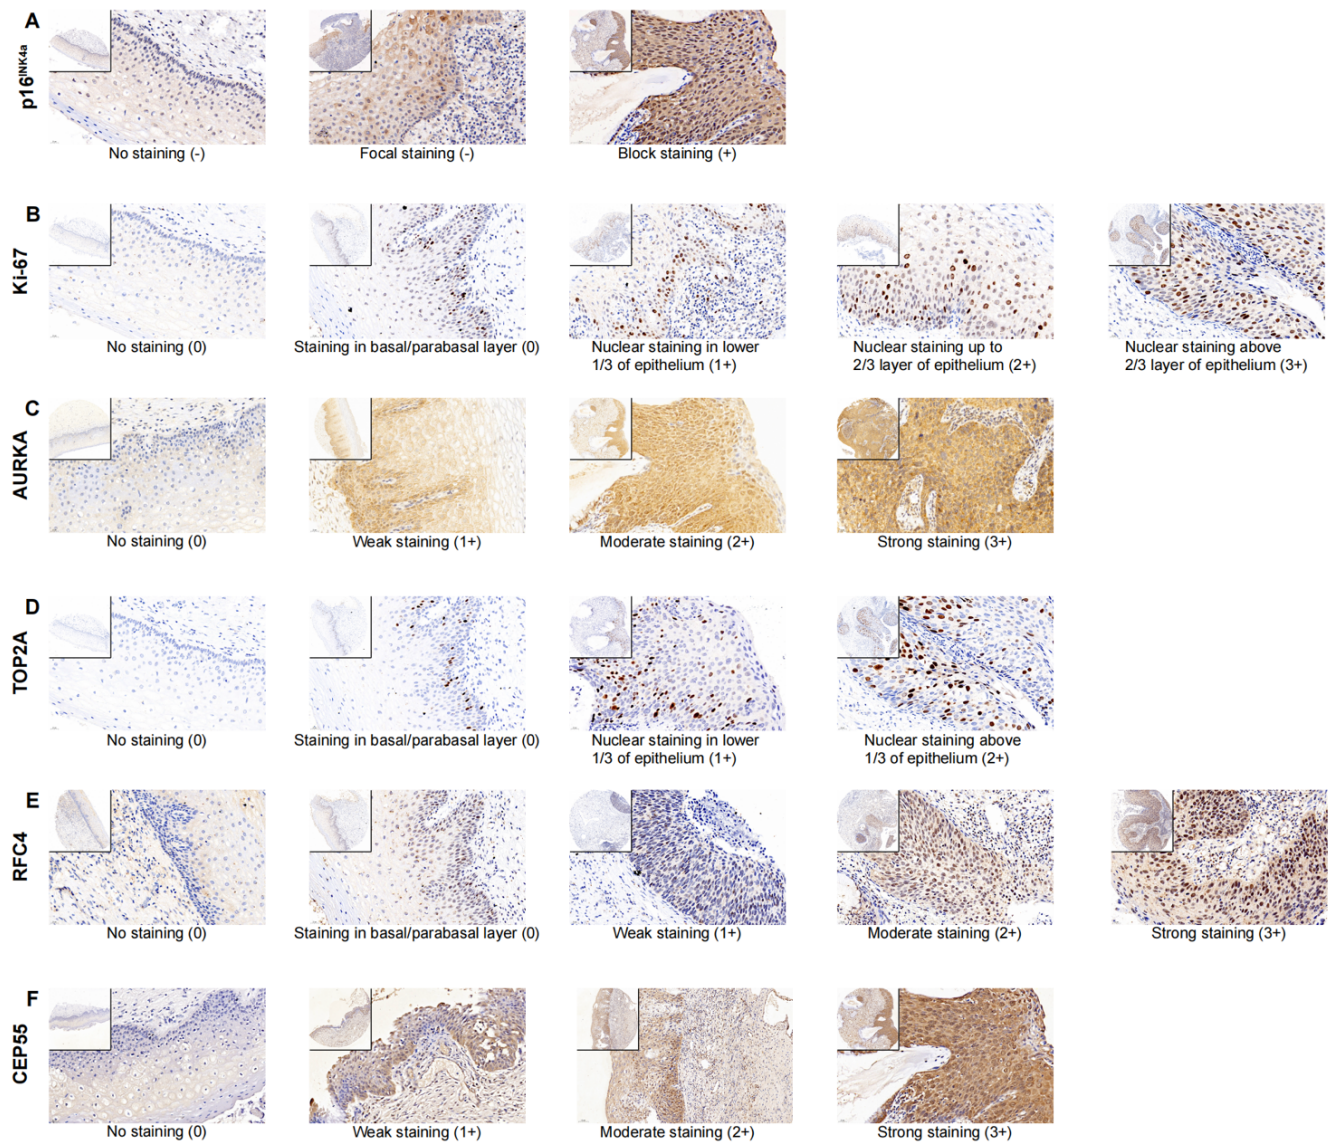 A
p16INK4a
No staining (-)
Focal staining (-)
Block staining (+)
B
Ki-67
No staining (0)
Staining in basal/parabasal layer (0)
Nuclear staining in lower
1/3 of epithelium (1+)
Nuclear staining up to
2/3 layer of epithelium (2+)
Nuclear staining above
2/3 layer of epithelium (3+)
C
AURKA
No staining (0)
Weak staining (1+)
Moderate staining (2+)
Strong staining (3+)
D
TOP2A
No staining (0)
Staining in basal/parabasal layer (0)
Nuclear staining in lower
1/3 of epithelium (1+)
Nuclear staining above
1/3 of epithelium (2+)
E
RFC4
No staining (0)
Staining in basal/parabasal layer (0)
Weak staining (1+)
Moderate staining (2+)
Strong staining (3+)
F
CEP55
No staining (0)
Weak staining (1+)
Moderate staining (2+)
Strong staining (3+)